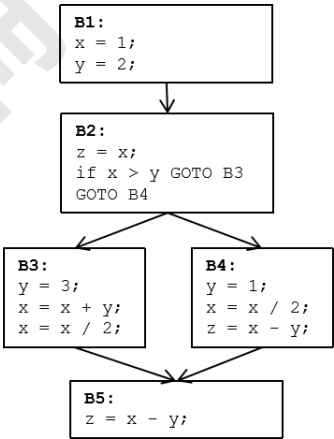 B1:
x = 1;
y = 2;
B2:
z = x;
if x > y GOTO B3
GOTO B4
B3:
y = 3;
x = x + y;
x = x / 2;
B4:
y = 1;
x = x / 2;
z = x - y;
B5:
z = x - y;